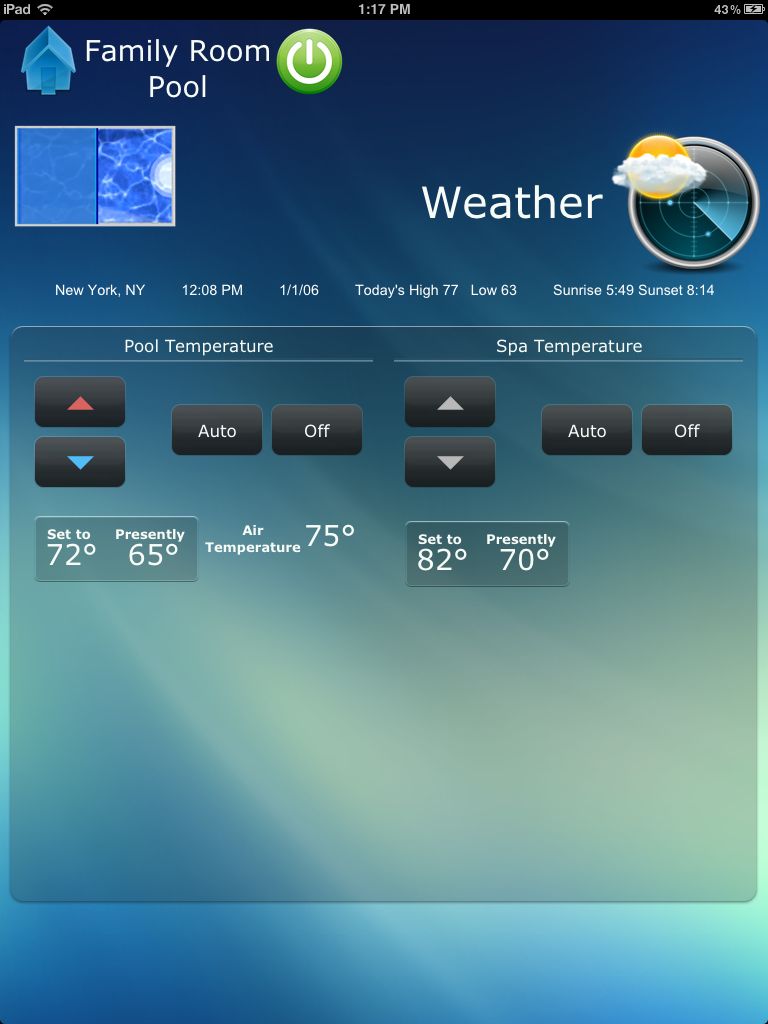 iPad 1:17 PM 43%
Family Room
Pool
Weather
New York, NY 12:08 PM 1/1/06 Today's High 77 Low 63 Sunrise 5:49 Sunset 8:14
Pool Temperature Spa Temperature
Auto Off Auto Off
Set to Presently Air Temperature 75° Set to Presently
72° 65° 82° 70°